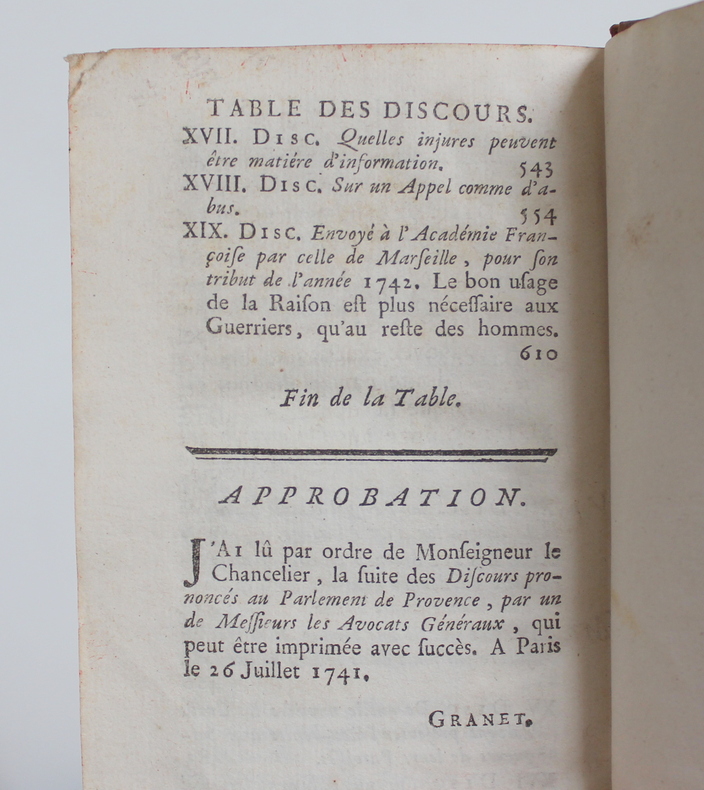 TABLE DES DISCOURS.
XVII. DISC. Quelles injures peuvent
être matiére d'information. 543
XVIII. DISC. Sur un Appel comme d'a-
bus. 554
XIX. DISC. Envoyé à l'Académie Fran-
çoiſe par celle de Marſeille, pour ſon
tribut de l'année 1742. Le bon uſage
de la Raiſon eſt plus néceſſaire aux
Guerriers, qu'au reſte des hommes.
610
Fin de la Table.
APPROBATION.
J'AI lû par ordre de Monſeigneur le
Chancelier, la ſuite des Diſcours pro-
noncés au Parlement de Provence, par un
de Meſſieurs les Avocats Généraux, qui
peut être imprimée avec ſuccès. A Paris
le 26 Juillet 1741.
GRANET.